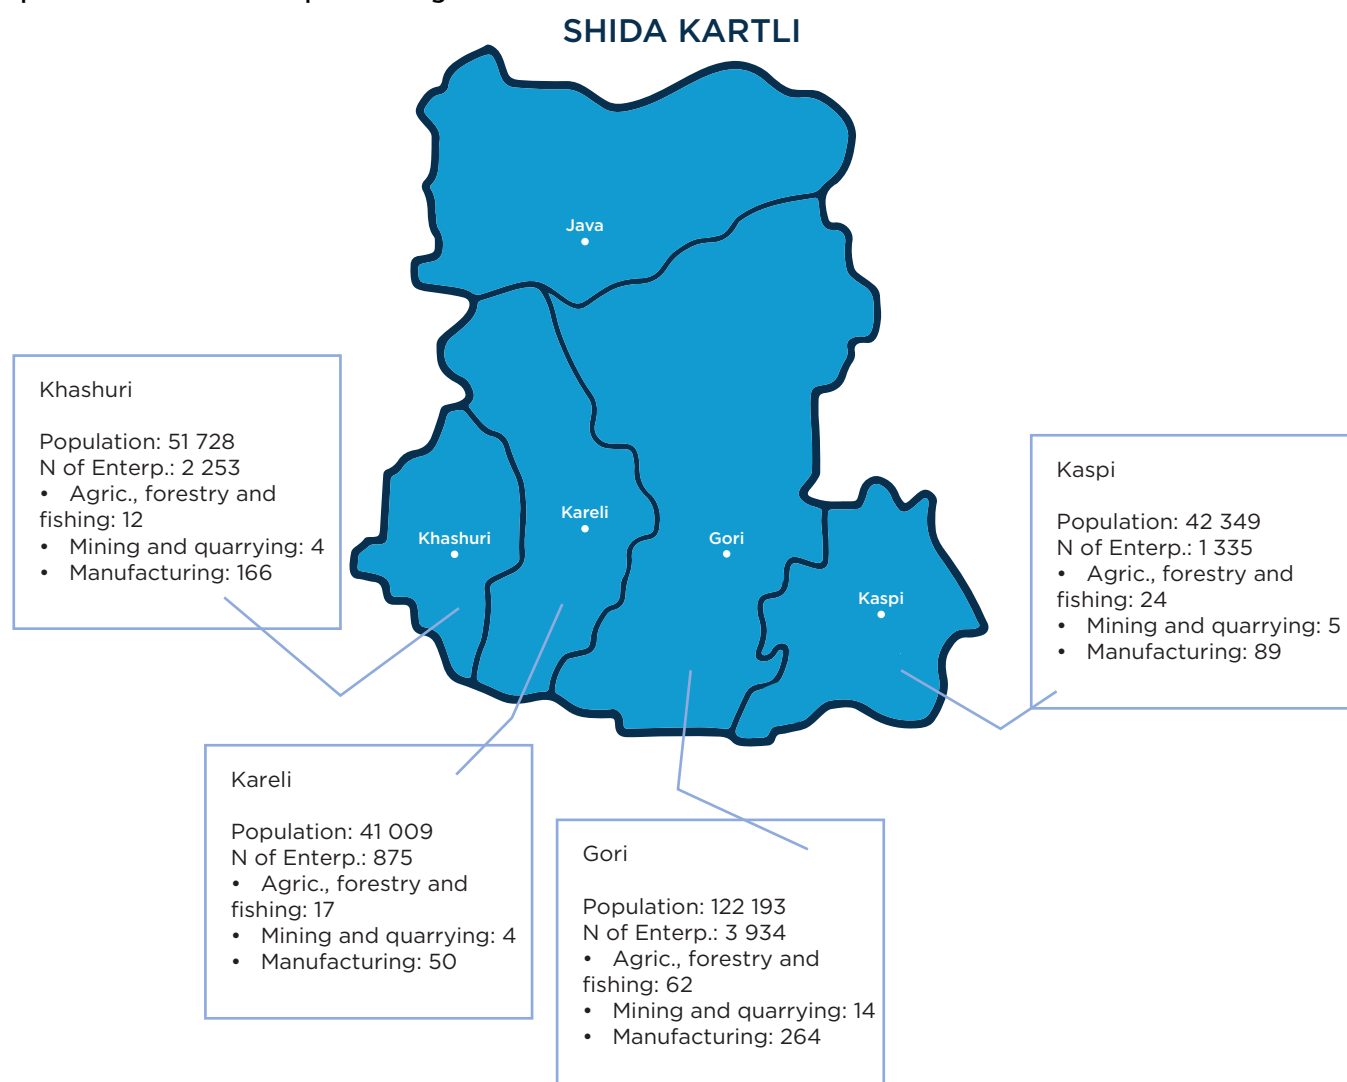 SHIDA KARTLI
Java
Khashuri
Kareli
Gori
Kaspi
Khashuri
Population: 51 728
N of Enterp.: 2 253
• Agric., forestry and
fishing: 12
• Mining and quarrying: 4
• Manufacturing: 166
Kaspi
Population: 42 349
N of Enterp.: 1 335
• Agric., forestry and
fishing: 24
• Mining and quarrying: 5
• Manufacturing: 89
Kareli
Population: 41 009
N of Enterp.: 875
• Agric., forestry and
fishing: 17
• Mining and quarrying: 4
• Manufacturing: 50
Gori
Population: 122 193
N of Enterp.: 3 934
• Agric., forestry and
fishing: 62
• Mining and quarrying: 14
• Manufacturing: 264